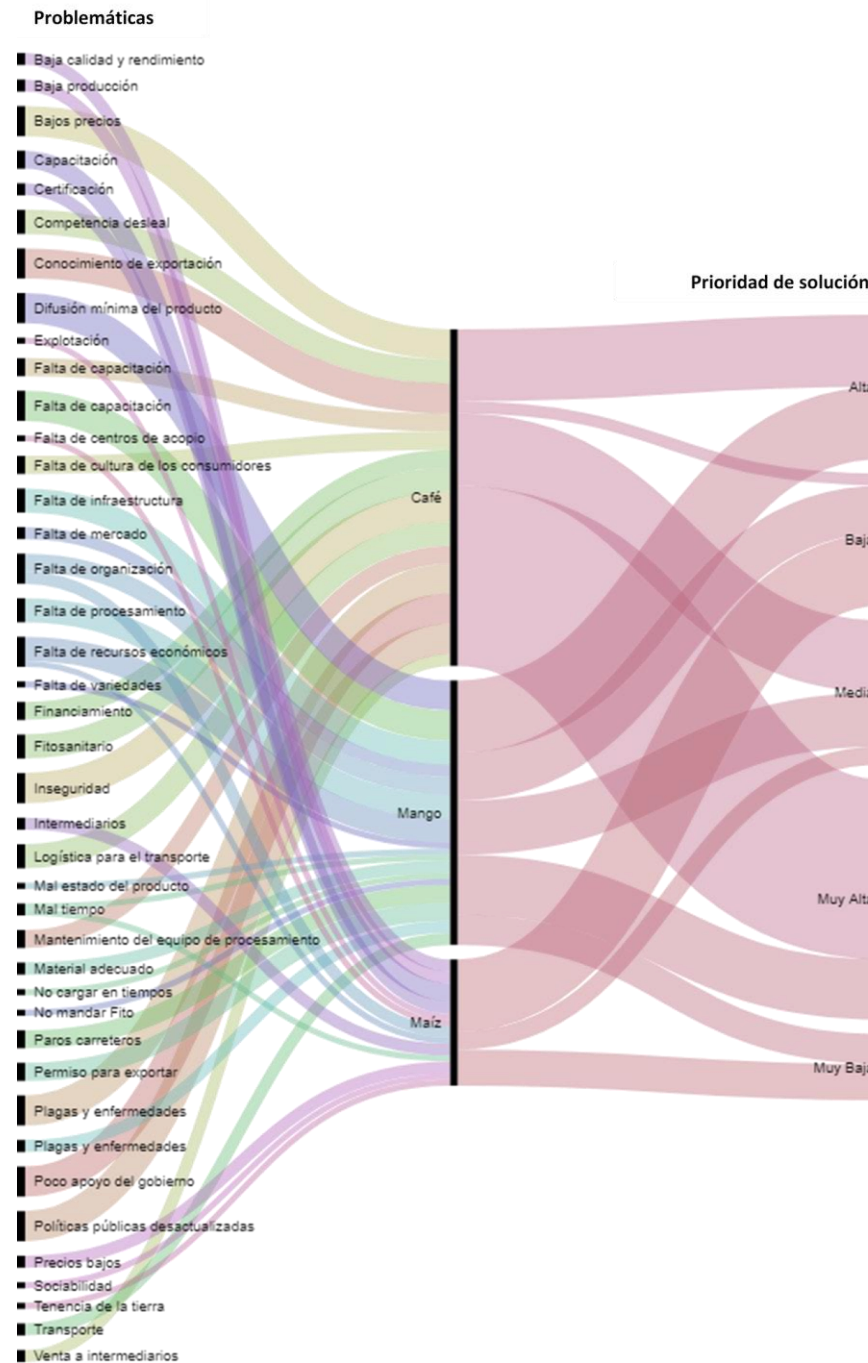 Problemáticas
Baja calidad y rendimiento
Baja producción
Bajos precios
Capacitación
Certificación
Competencia desleal
Conocimiento de exportación
Difusión mínima del producto
Explotación
Falta de capacitación
Falta de capacitación
Falta de centros de acopio
Falta de cultura de los consumidores
Falta de infraestructura
Falta de mercado
Falta de organización
Falta de procesamiento
Falta de recursos económicos
Falta de variedades
Financiamiento
Fitosanitario
Inseguridad
Intermediarios
Logística para el transporte
Mal estado del producto
Mal tiempo
Mantenimiento del equipo de procesamiento
Material adecuado
No cargar en tiempos
No mandar Fito
Paros carreteros
Permiso para exportar
Plagas y enfermedades
Plagas y enfermedades
Poco apoyo del gobierno
Políticas públicas desactualizadas
Precios bajos
Sociabilidad
Tenencia de la tierra
Transporte
Venta a intermediarios
Café
Mango
Maíz
Prioridad de solución
Alta
Baja
Media
Muy Alta
Muy Baja